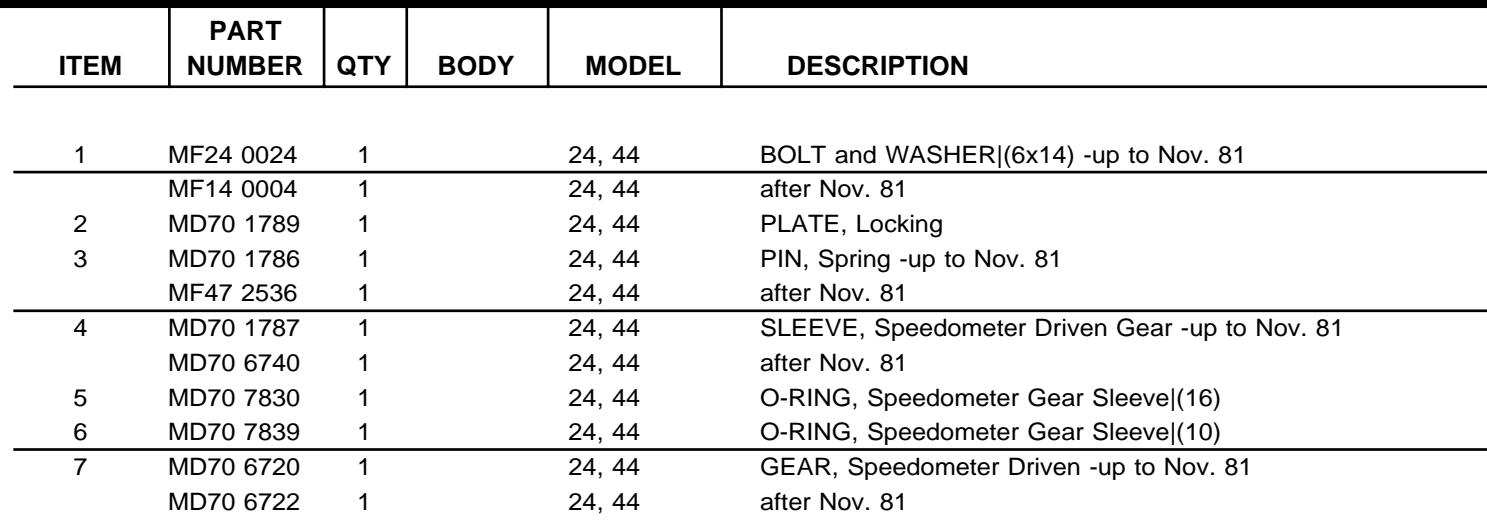 PART
ITEM NUMBER QTY BODY MODEL DESCRIPTION
1 MF24 0024 1 24, 44 BOLT and WASHER|(6x14) -up to Nov. 81
MF14 0004 1 24, 44 after Nov. 81
2 MD70 1789 1 24, 44 PLATE, Locking
3 MD70 1786 1 24, 44 PIN, Spring -up to Nov. 81
MF47 2536 1 24, 44 after Nov. 81
4 MD70 1787 1 24, 44 SLEEVE, Speedometer Driven Gear -up to Nov. 81
MD70 6740 1 24, 44 after Nov. 81
5 MD70 7830 1 24, 44 O-RING, Speedometer Gear Sleeve|(16)
6 MD70 7839 1 24, 44 O-RING, Speedometer Gear Sleeve|(10)
7 MD70 6720 1 24, 44 GEAR, Speedometer Driven -up to Nov. 81
MD70 6722 1 24, 44 after Nov. 81